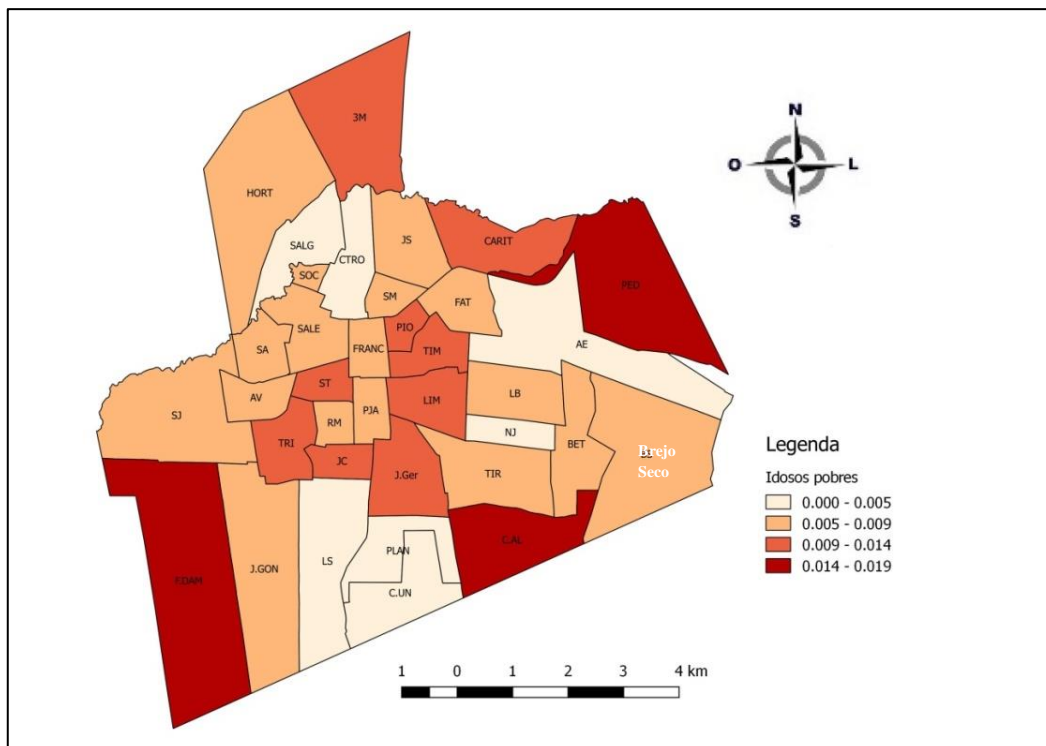 3M
N
HORT
O
L
S
JS
CARIT
SALG
CTRO
SOC
PED
SM
FAT
SALE
PIO
AE
SA
FRANC
TIM
ST
AV
LB
PJA
LIM
SJ
RM
NJ
TRI
BET
Brejo
Seco
JC
J.Ger
TIR
Legenda
Idosos pobres
0.000 - 0.005
0.005 - 0.009
0.009 - 0.014
0.014 - 0.019
C.AL
PLAN
LS
J.GON
F.DAM
C.UN
1 0 1 2 3 4 km